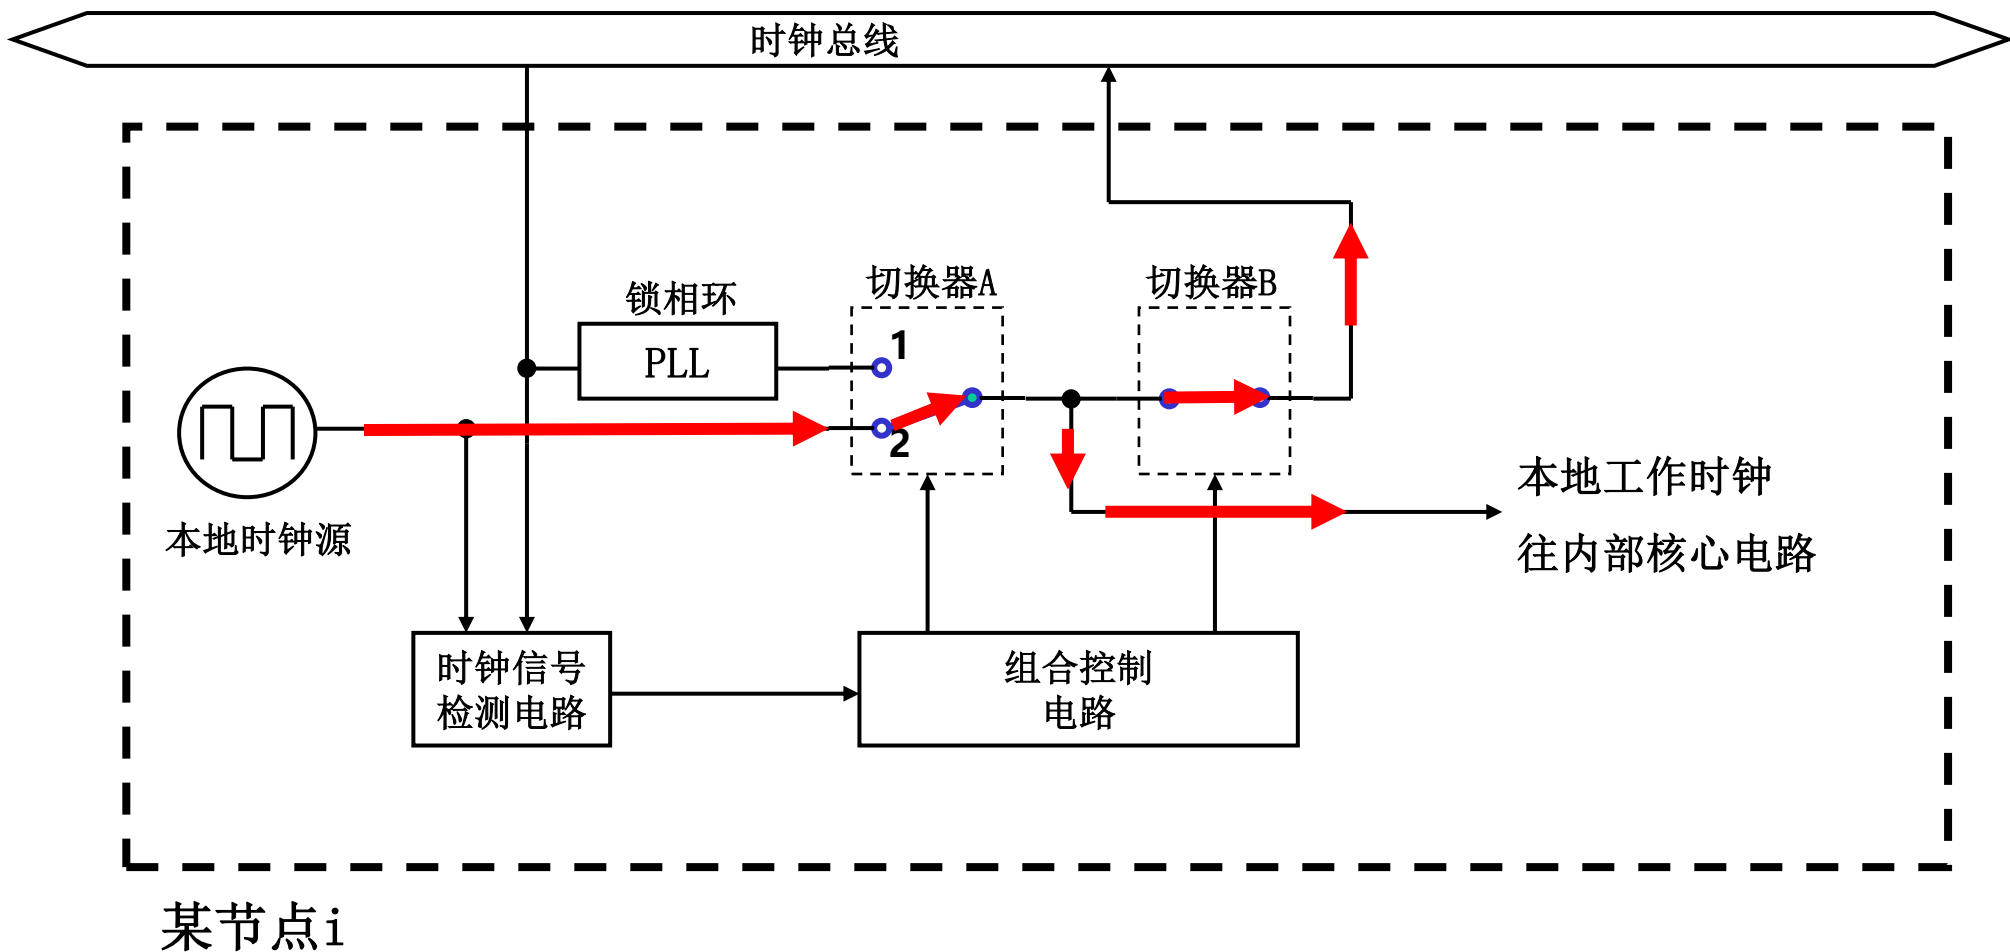 时钟总线
切换器A
切换器B
锁相环
1
PLL
2
本地工作时钟
本地时钟源
往内部核心电路
时钟信号
检测电路
组合控制
电路
某节点i